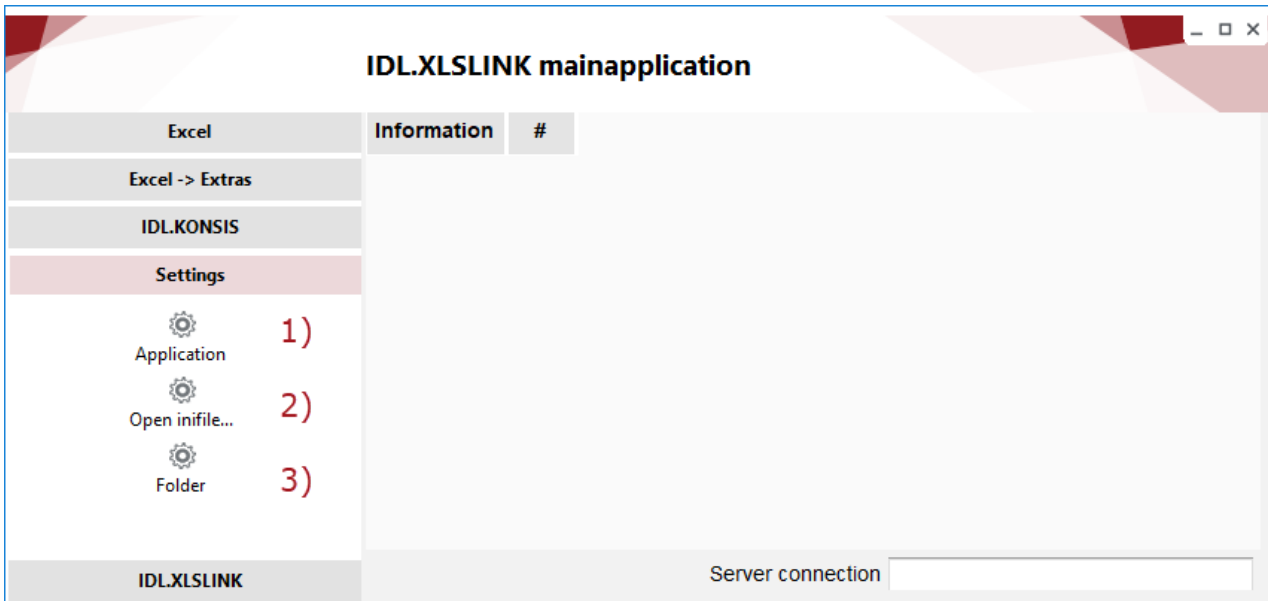 IDL.XLSLINK mainapplication
Excel
Information #
Excel -> Extras
IDL.KONSIS
Settings
Application 1)
Open inifile... 2)
Folder 3)
IDL.XLSLINK
Server connection